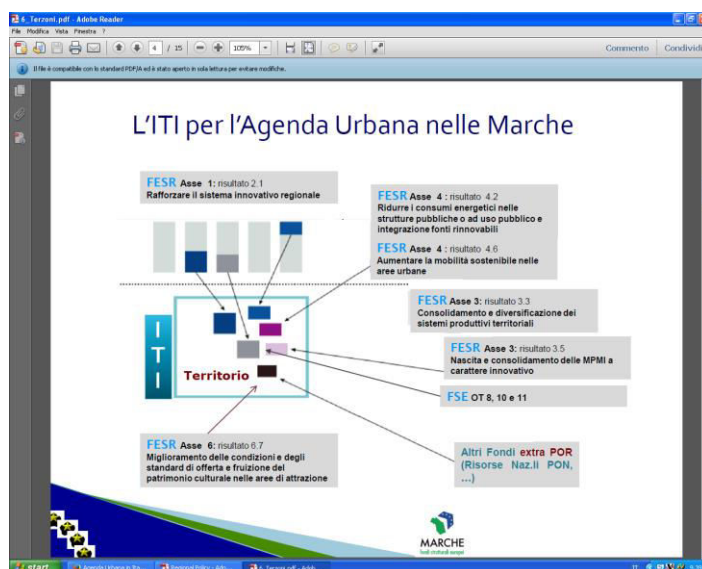 6_Terzoni.pdf - Adobe Reader
File Modifica Vista Finestra ?
4 / 15
105%
Commento
Condividi
Il file è compatibile con lo standard PDF/A ed è stato aperto in sola lettura per evitare modifiche.
L'ITI per l'Agenda Urbana nelle Marche
FESR Asse 1: risultato 2.1
Rafforzare il sistema innovativo regionale
FESR Asse 4 : risultato 4.2
Ridurre i consumi energetici nelle
strutture pubbliche o ad uso pubblico e
integrazione fonti rinnovabili
FESR Asse 4 : risultato 4.6
Aumentare la mobilità sostenibile nelle
aree urbane
FESR Asse 3: risultato 3.3
Consolidamento e diversificazione dei
sistemi produttivi territoriali
I
T
I
Territorio
FESR Asse 3: risultato 3.5
Nascita e consolidamento delle MPMI a
carattere innovativo
FSE OT 8, 10 e 11
FESR Asse 6: risultato 6.7
Miglioramento delle condizioni e degli
standard di offerta e fruizione del
patrimonio culturale nelle aree di attrazione
Altri Fondi extra POR
(Risorse Naz.li PON,
...)
MARCHE
fondi strutturali europei
start
Regional Policy - Ado...
6_Terzoni.pdf - Adob...
IT